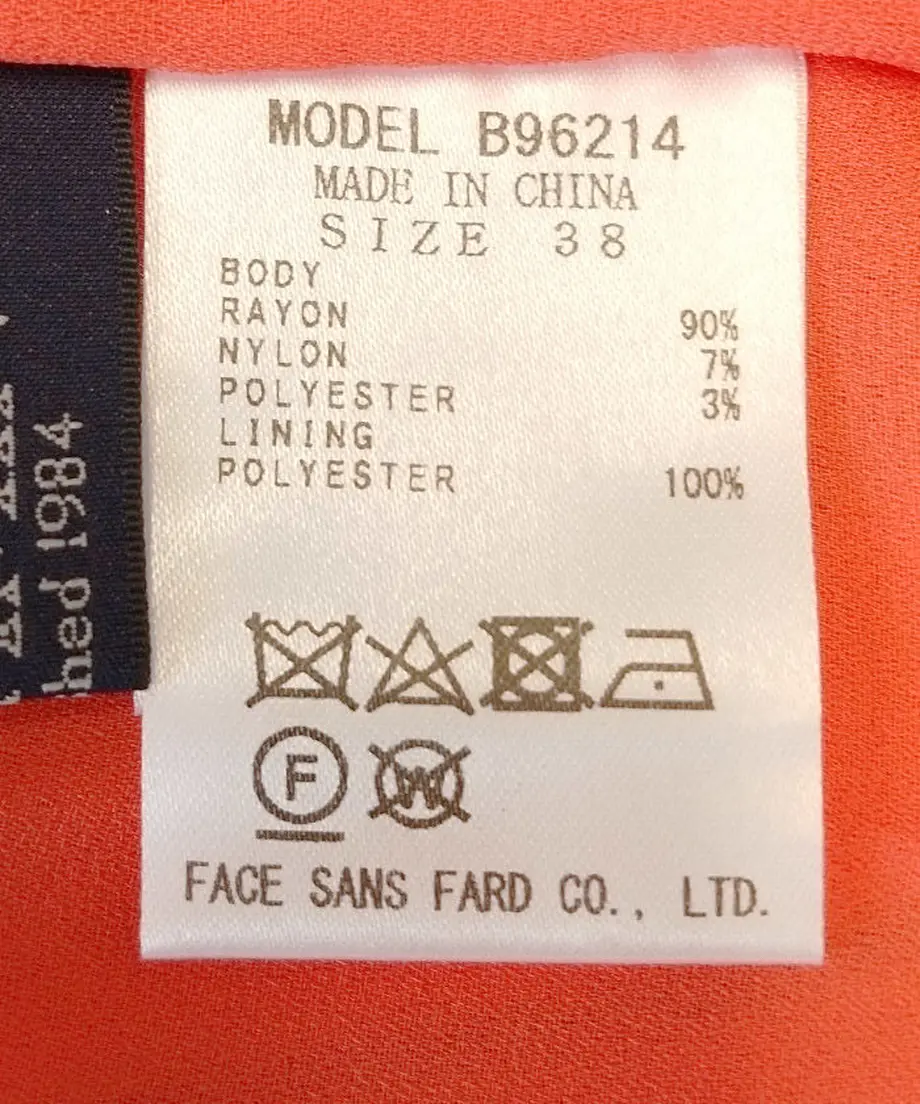 MODEL B96214
MADE IN CHINA
SIZE 38
BODY
RAYON 90%
NYLON 7%
POLYESTER 3%
LINING
POLYESTER 100%
F
W
FACE SANS FARD CO., LTD.
hed 1984